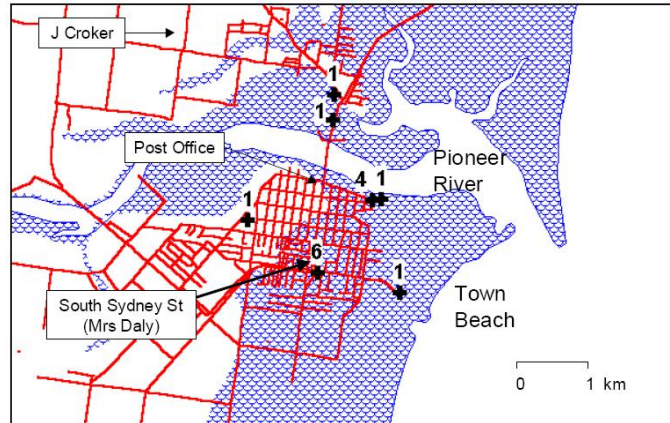 J Croker
1
1
Post Office
Pioneer
River
4 1
1
6
1
South Sydney St
(Mrs Daly)
Town
Beach
0 1 km